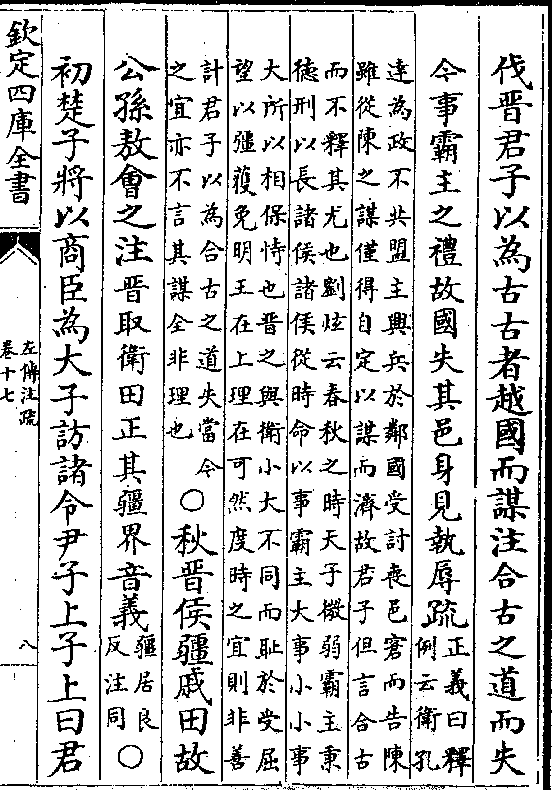 伐晉君子以為古古者越國而謀注合古之道而失
今事霸主之禮故國失其邑身見執辱疏
正義曰釋
例云衛孔
達為政不共盟主興兵於鄰國受討喪邑窘而告陳
雖從陳之謀僅得自定以謀而濟故君子但言合古
而不釋其尤也劉炫云春秋之時天子微弱霸主秉
徳刑以長諸侯諸侯從時命以事霸主大事小小事
大所以相保恃也晉之與衛小大不同而恥於受屈
望以彊獲免明王在上理在可然度時之宜則非善
計君子以為合古之道失當今
之宜亦不言其謀全非理也
○秋晉侯疆戚田故
公孫敖會之注晉取衛田正其疆界音義
疆居良
反注同
○
初楚子將以商臣為大子訪諸令尹子上子上曰君
欽定四庫全書
左傳注疏
卷十七
八